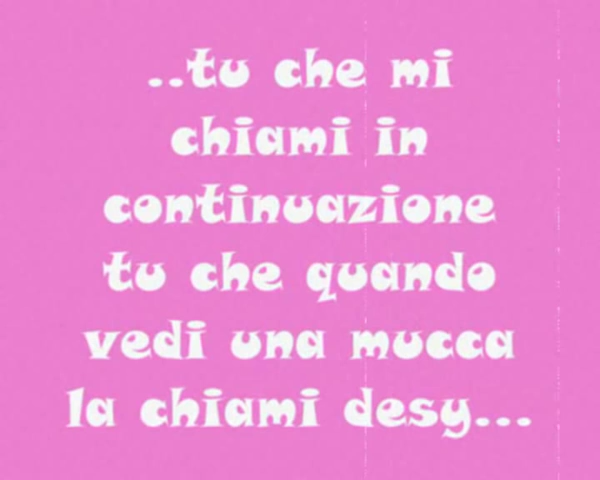 ..tu che mi
chiami in
continuazione
tu che quando
vedi una mucca
la chiami desy...